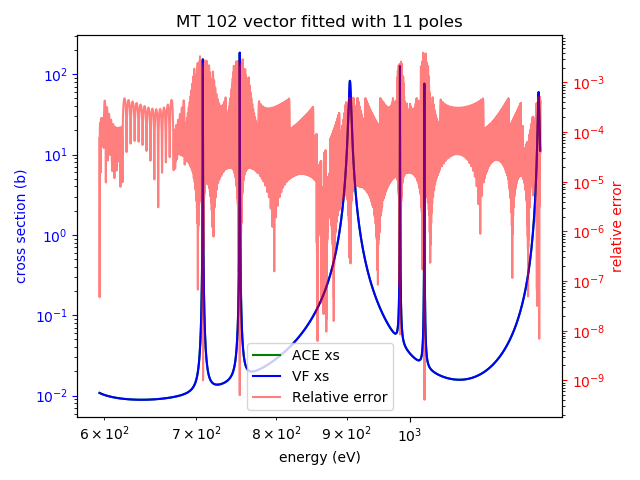 MT 102 vector fitted with 11 poles
cross section (b)
10²
10¹
10⁰
10⁻¹
10⁻²
10⁻³
10⁻⁴
10⁻⁵
10⁻⁶
10⁻⁷
10⁻⁸
10⁻⁹
relative error
ACE xs
VF xs
Relative error
6 × 10² 7 × 10² 8 × 10² 9 × 10² 10³
energy (eV)